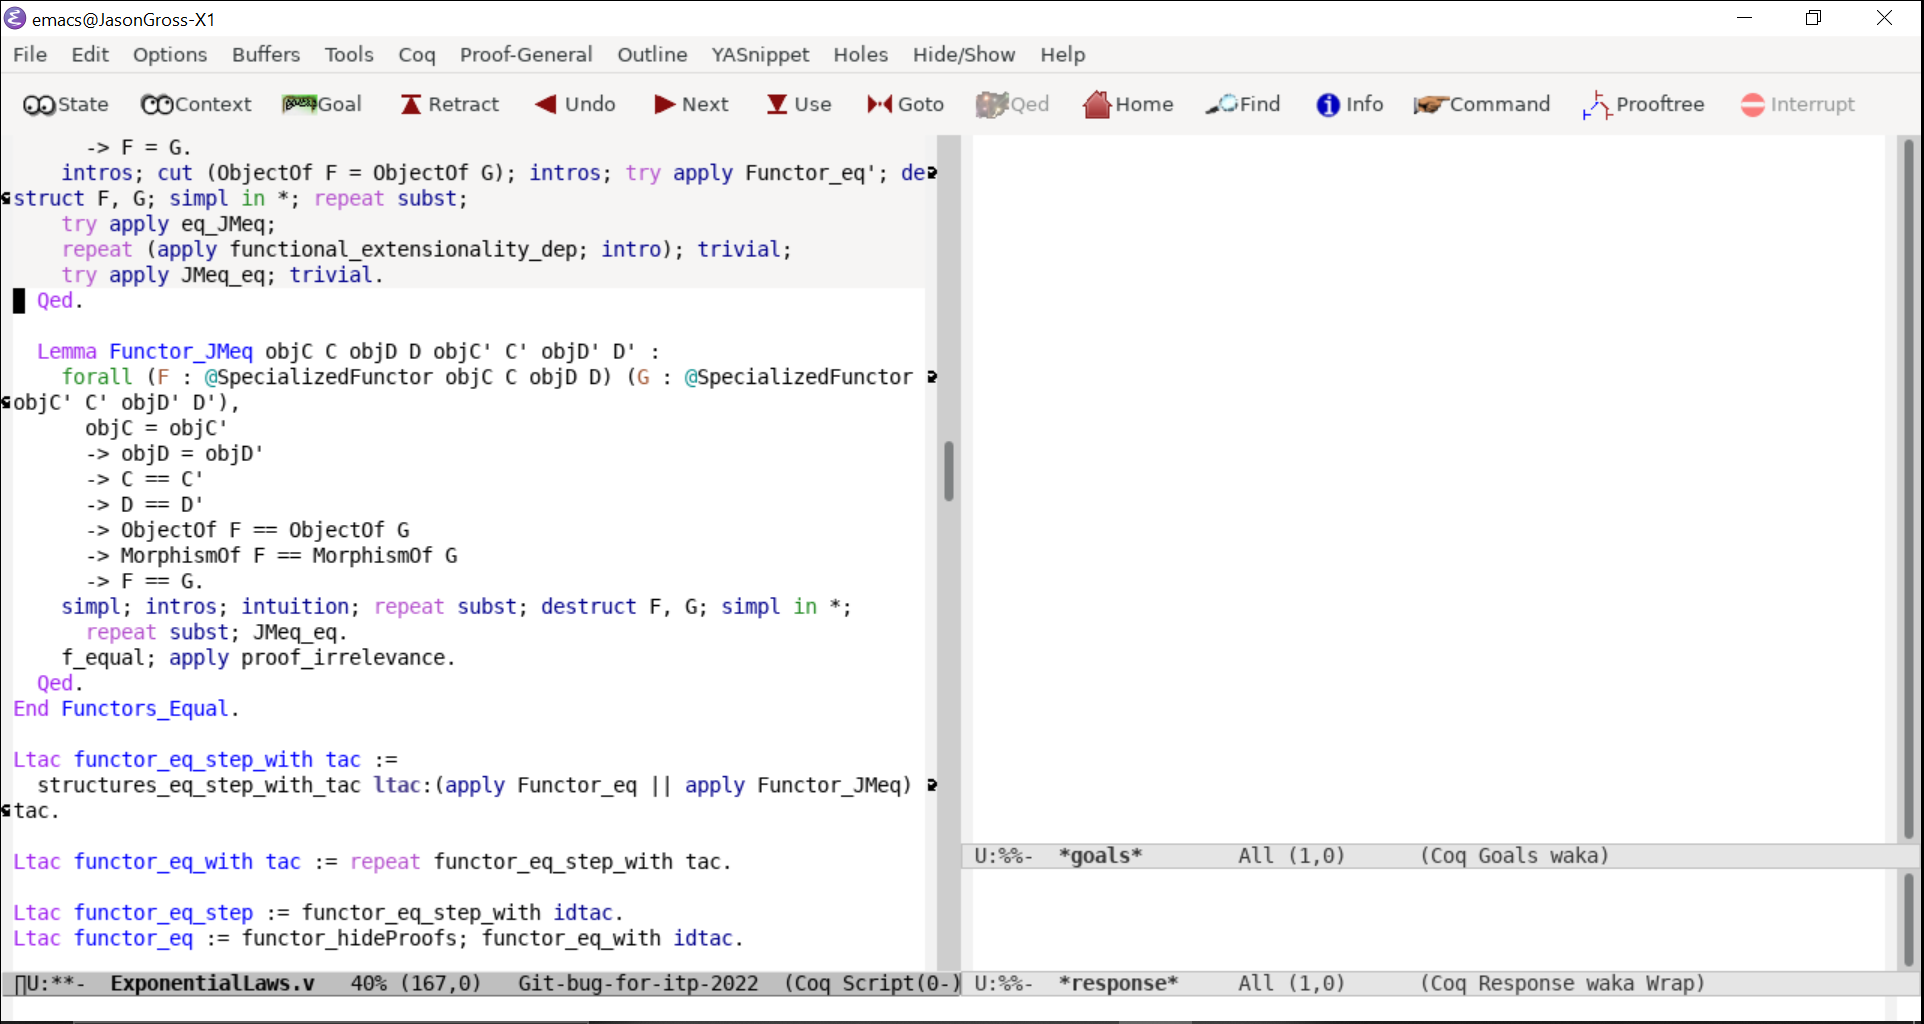 emacs@JasonGross-X1
File Edit Options Buffers Tools Coq Proof-General Outline YASnippet Holes Hide/Show Help
State Context Goal Retract Undo Next Use Goto Qed Home Find Info Command Prooftree Interrupt
-> F = G.
intros; cut (ObjectOf F = ObjectOf G); intros; try apply Functor_eq'; de
struct F, G; simpl in *; repeat subst;
try apply eq_JMeq;
repeat (apply functional_extensionality_dep; intro); trivial;
try apply JMeq_eq; trivial.
Qed.
Lemma Functor_JMeq objC C objD D objC' C' objD' D' :
forall (F : @SpecializedFunctor objC C objD D) (G : @SpecializedFunctor
objC' C' objD' D'),
objC = objC'
-> objD = objD'
-> C == C'
-> D == D'
-> ObjectOf F == ObjectOf G
-> MorphismOf F == MorphismOf G
-> F == G.
simpl; intros; intuition; repeat subst; destruct F, G; simpl in *;
repeat subst; JMeq_eq.
f_equal; apply proof_irrelevance.
Qed.
End Functors_Equal.
Ltac functor_eq_step_with tac :=
structures_eq_step_with_tac ltac:(apply Functor_eq || apply Functor_JMeq)
tac.
Ltac functor_eq_with tac := repeat functor_eq_step_with tac.
Ltac functor_eq_step := functor_eq_step_with idtac.
Ltac functor_eq := functor_hideProofs; functor_eq_with idtac.
U:**- ExponentialLaws.v 40% (167,0) Git-bug-for-itp-2022 (Coq Script(0-)
U:%%- *goals* All (1,0) (Coq Goals waka)
U:%%- *response* All (1,0) (Coq Response waka Wrap)